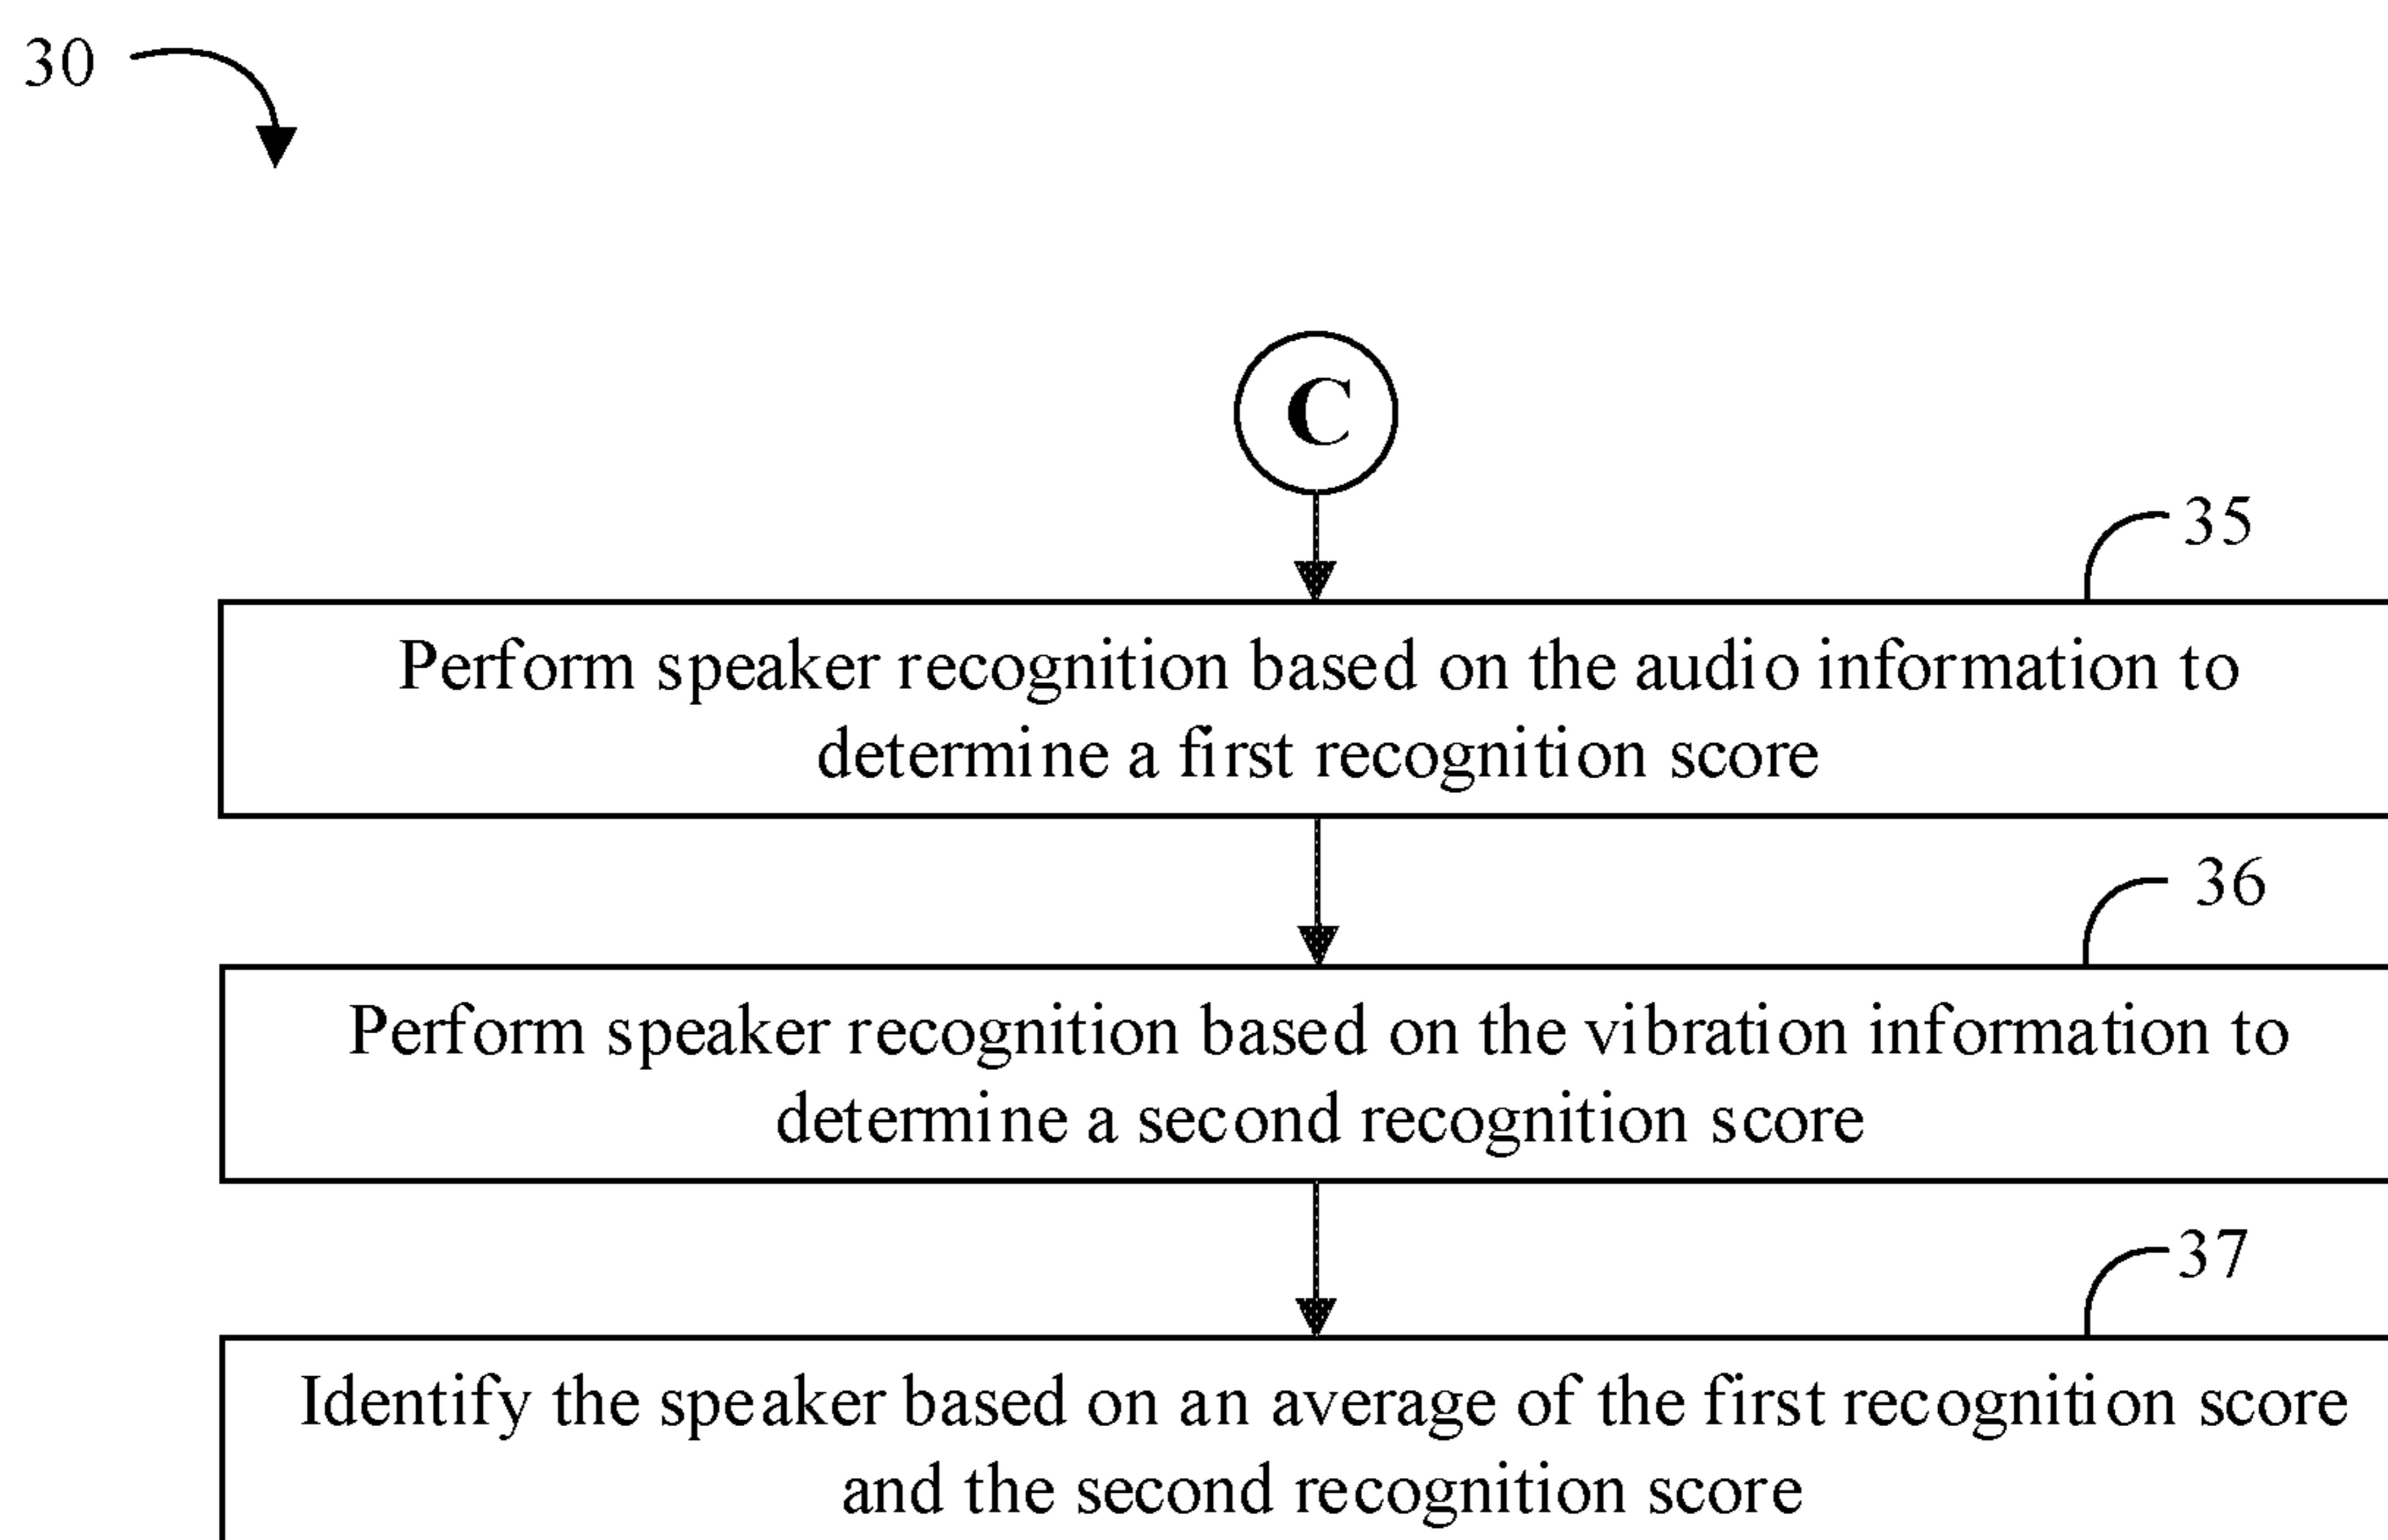 30
C
35
Perform speaker recognition based on the audio information to
determine a first recognition score
36
Perform speaker recognition based on the vibration information to
determine a second recognition score
37
Identify the speaker based on an average of the first recognition score
and the second recognition score